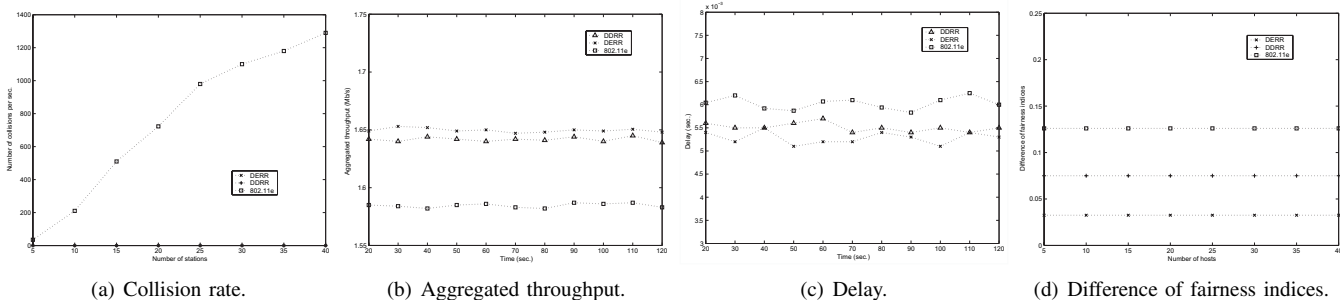 1400
1200
1000
800
600
400
200
0
Number of collisions per sec.
DERR
DDRR
802.11e
5 10 15 20 25 30 35 40
Number of stations
(a) Collision rate.
1.75
1.7
1.65
1.6
1.55
Aggregated throughput (Mb/s)
DDRR
DERR
802.11e
20 30 40 50 60 70 80 90 100 110 120
Time (sec.)
(b) Aggregated throughput.
8
7.5
7
6.5
6
5.5
5
4.5
4
3.5
3
Delay (sec.)
DDRR
DERR
802.11e
20 30 40 50 60 70 80 90 100 110 120
Time (sec.)
(c) Delay.
0.25
0.2
0.15
0.1
0.05
0
Difference of fairness indices
DERR
DDRR
802.11e
5 10 15 20 25 30 35 40
Number of hosts
(d) Difference of fairness indices.